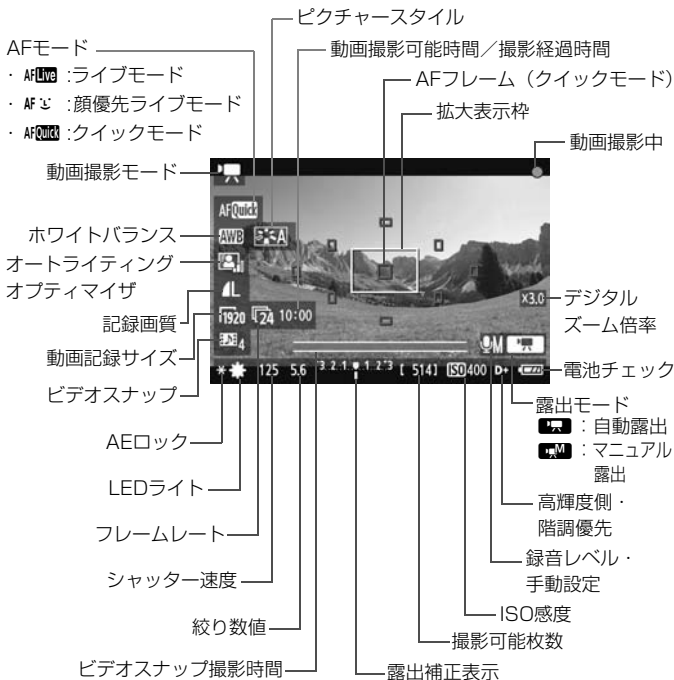 ピクチャースタイル
AFモード
動画撮影可能時間／撮影経過時間
・ AF Live :ライブモード
AFフレーム（クイックモード）
・ AF :顔優先ライブモード
拡大表示枠
・ AF Quick :クイックモード
動画撮影中
動画撮影モード
AF Quick
ホワイトバランス
AWB
A
オートライティング
オプティマイザ
L
x3.0
デジタル
ズーム倍率
記録画質
1920
24
10:00
動画記録サイズ
4
M
ビデオスナップ
125 5.6 3..2..1..1..2..3 [ 514] ISO 400 D+
電池チェック
露出モード
：自動露出
AEロック
M ：マニュアル
露出
LEDライト
高輝度側・
階調優先
フレームレート
録音レベル・
手動設定
シャッター速度
ISO感度
絞り数値
撮影可能枚数
ビデオスナップ撮影時間
露出補正表示